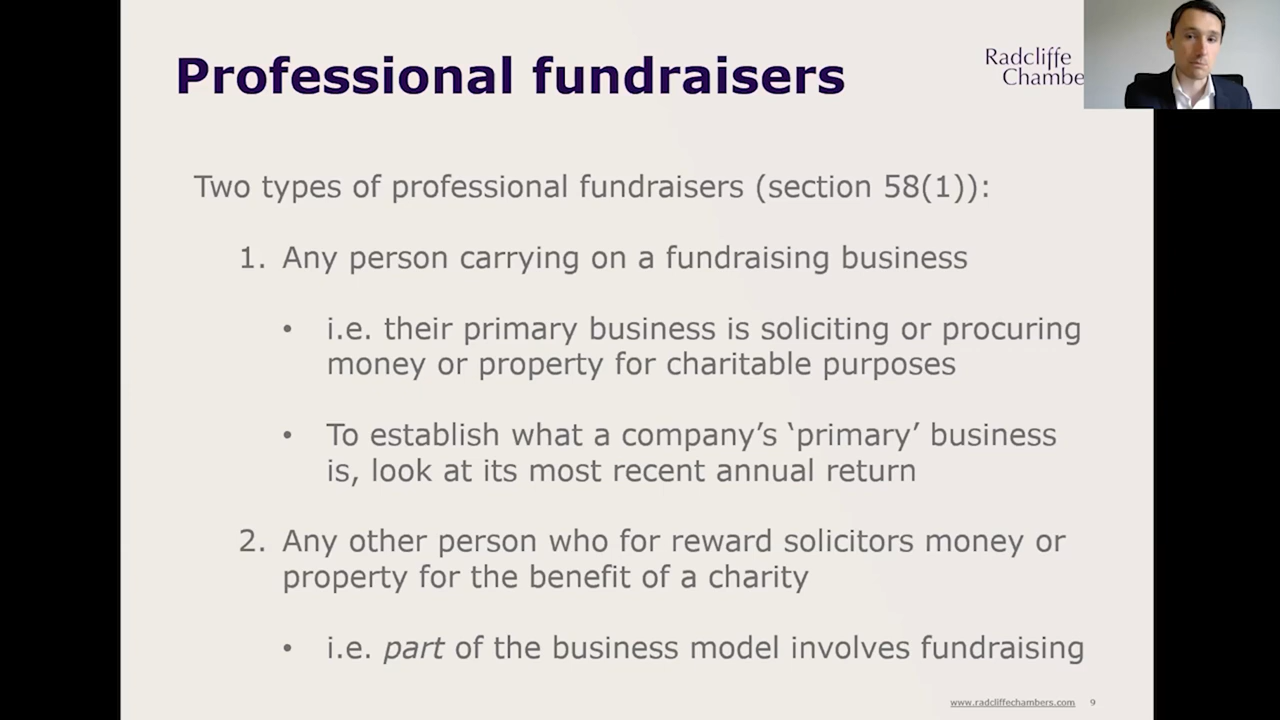 Professional fundraisers
Radcliffe
Chambe
Two types of professional fundraisers (section 58(1)):
1. Any person carrying on a fundraising business
• i.e. their primary business is soliciting or procuring
money or property for charitable purposes
• To establish what a company’s ‘primary’ business
is, look at its most recent annual return
2. Any other person who for reward solicitors money or
property for the benefit of a charity
• i.e. part of the business model involves fundraising
www.radcliffechambers.com 9